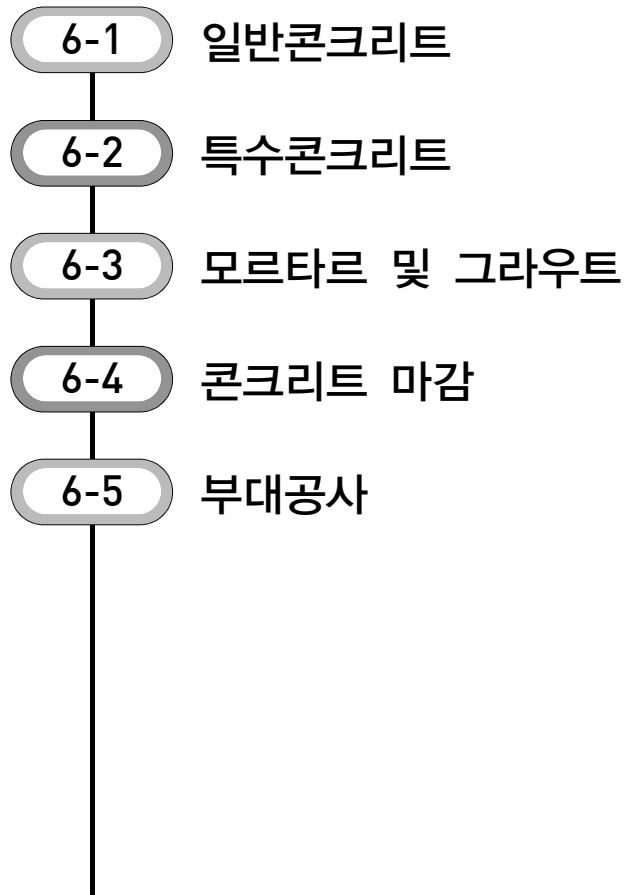 6-1 일반콘크리트
6-2 특수콘크리트
6-3 모르타르 및 그라우트
6-4 콘크리트 마감
6-5 부대공사